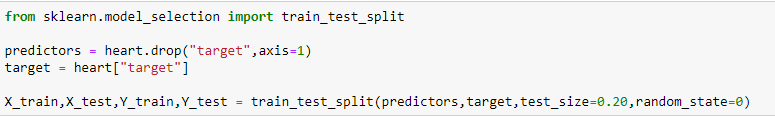 from sklearn.model_selection import train_test_split
predictors = heart.drop("target",axis=1)
target = heart["target"]
X_train,X_test,Y_train,Y_test = train_test_split(predictors,target,test_size=0.20,random_state=0)